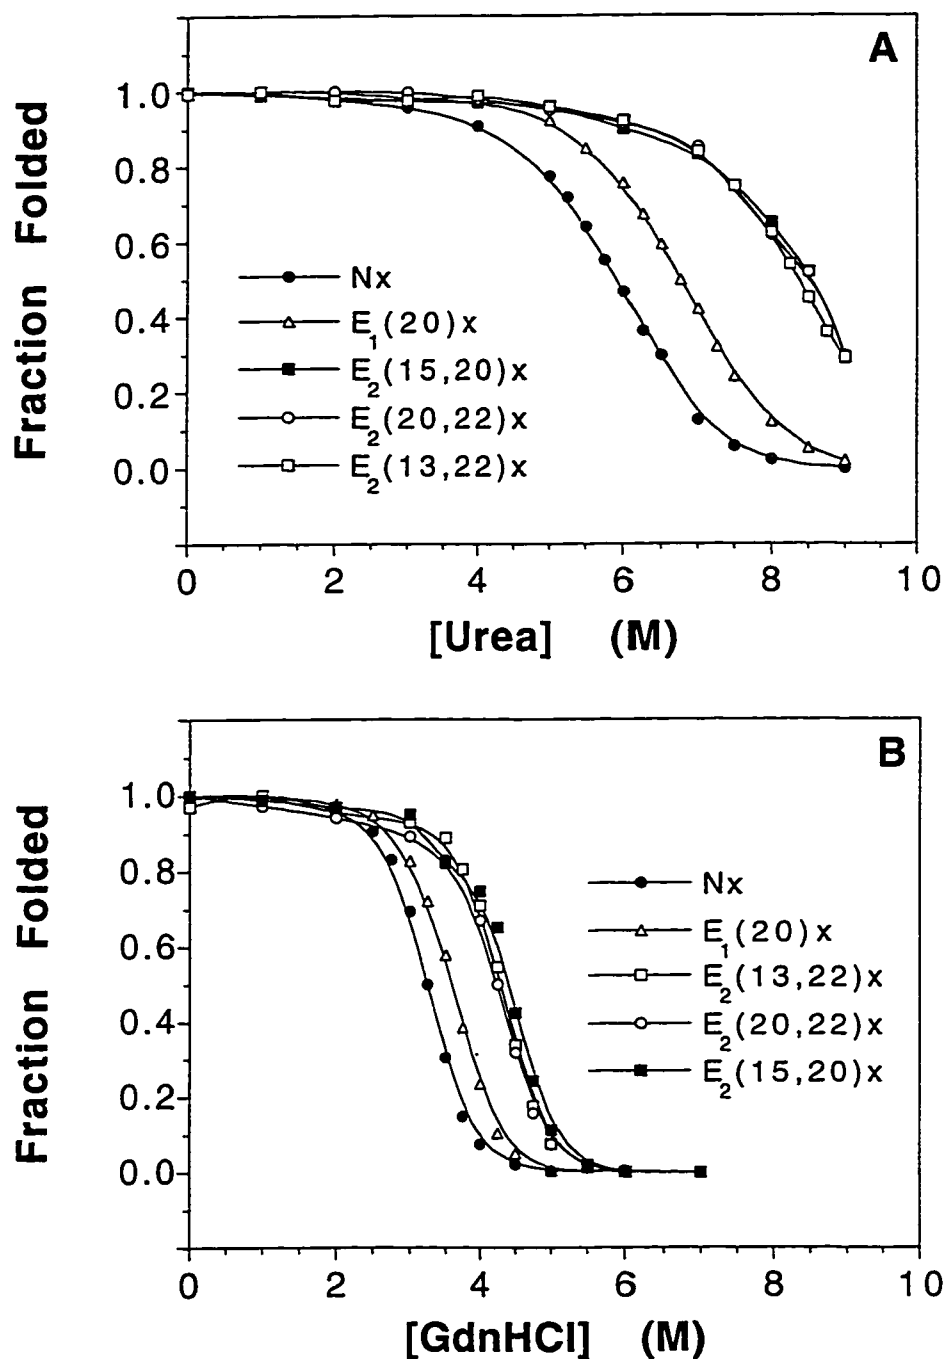 A
Fraction Folded
1.0
0.8
0.6
0.4
0.2
0.0
Nx
E1(20)x
E2(15,20)x
E2(20,22)x
E2(13,22)x
0 2 4 6 8 10
[Urea] (M)
B
Fraction Folded
1.0
0.8
0.6
0.4
0.2
0.0
Nx
E1(20)x
E2(13,22)x
E2(20,22)x
E2(15,20)x
0 2 4 6 8 10
[GdnHCl] (M)